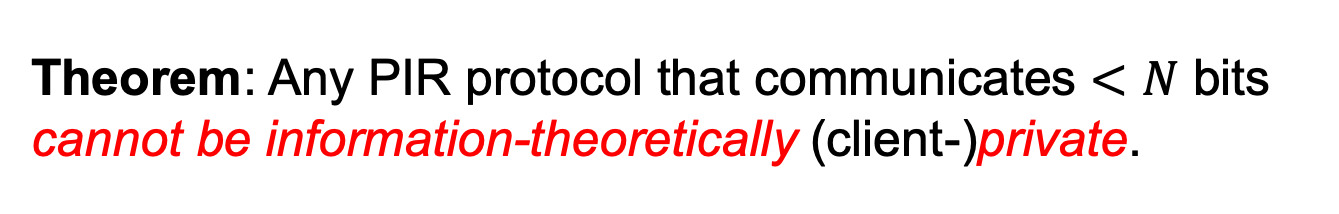 Theorem: Any PIR protocol that communicates < N bits
cannot be information-theoretically (client-)private.